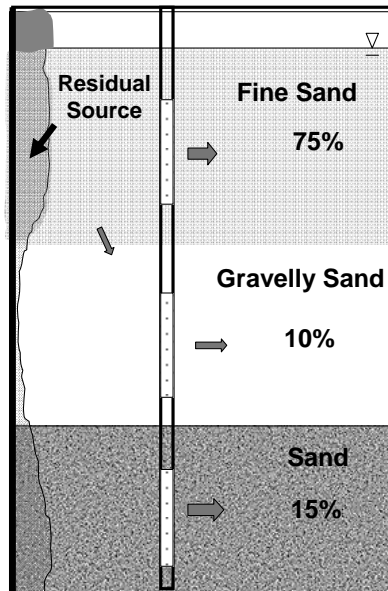 Residual
Source
Fine Sand
75%
Gravelly Sand
10%
Sand
15%